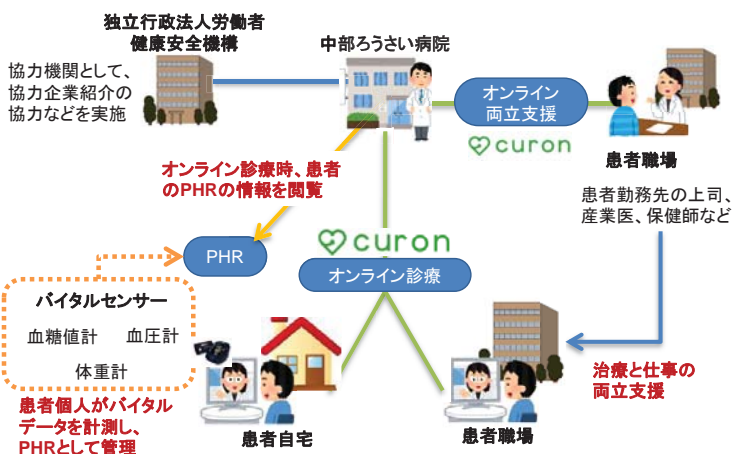 独立行政法人労働者
健康安全機構
中部ろうさい病院
協力機関として、
協力企業紹介の
協力などを実施
オンライン
両立支援
curon
患者職場
オンライン診療時、患者
のPHRの情報を閲覧
患者勤務先の上司、
産業医、保健師など
curon
PHR
オンライン診療
バイタルセンサー
血糖値計 血圧計
体重計
治療と仕事の
両立支援
患者個人がバイタル
データを計測し、
PHRとして管理
患者自宅
患者職場